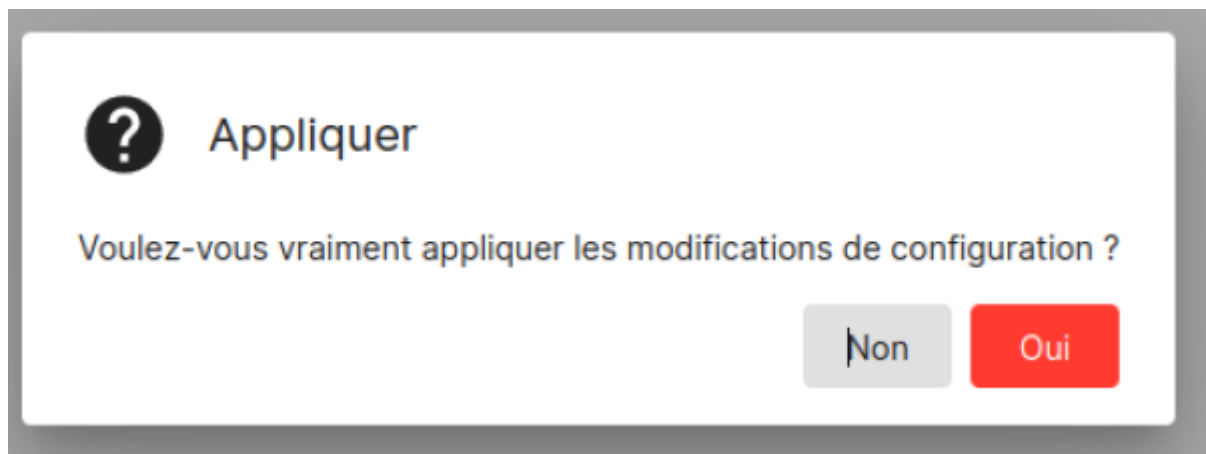 Appliquer
Voulez-vous vraiment appliquer les modifications de configuration ?
Non Oui